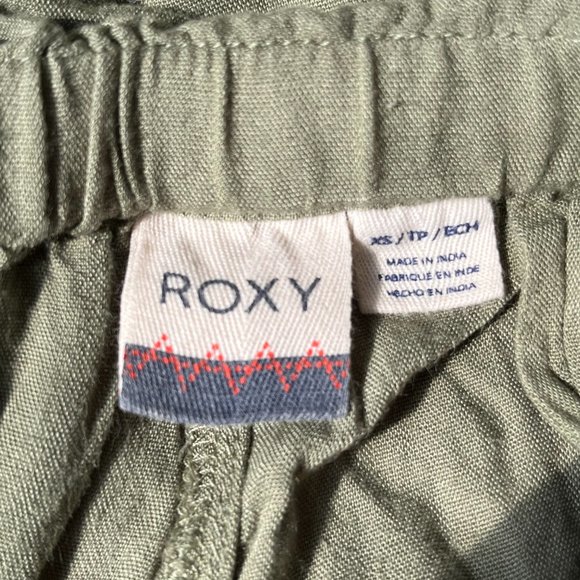 ROXY
XS / TP / ECH
MADE IN INDIA
FABRIQUÉ EN INDE
HECHO EN INDIA